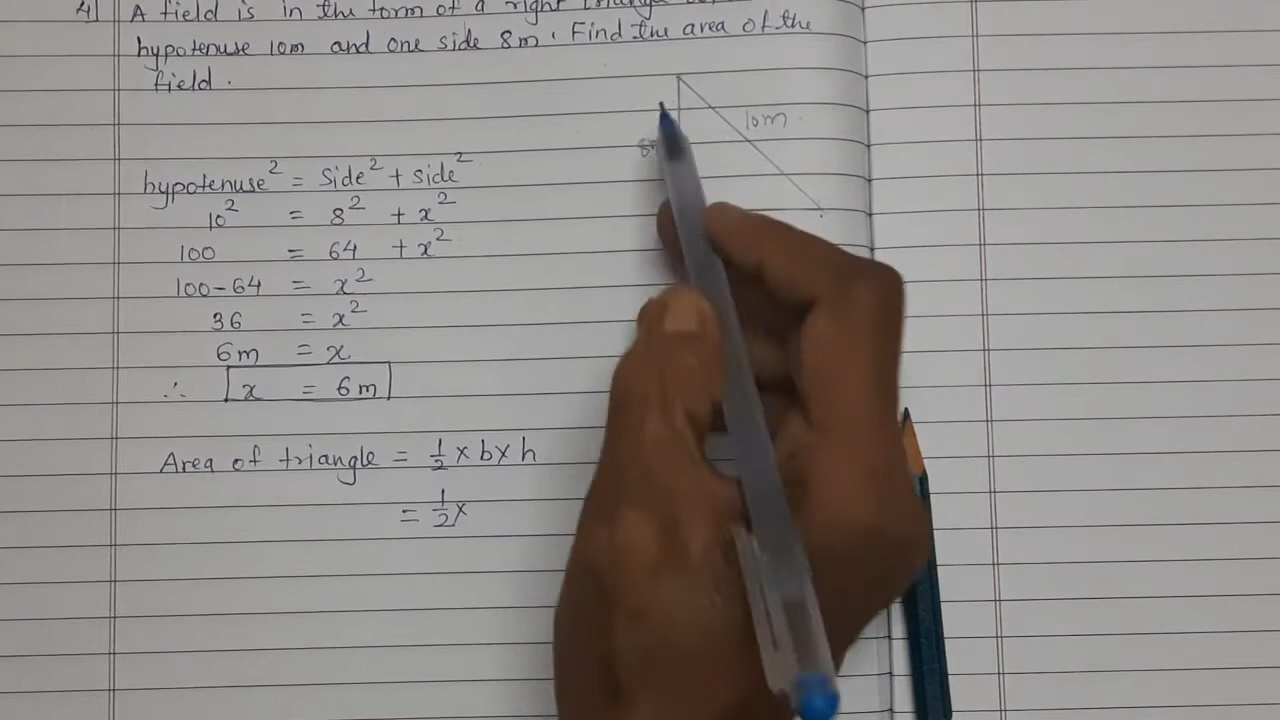 4) A field is in the form of a right
hypotenuse 10m and one side 8m. Find the area of the
field.
10m
hypotenuse² = side² + side²
10² = 8² + x²
100 = 64 + x²
100-64 = x²
36 = x²
6m = x
∴ x = 6m
Area of triangle = 1/2 x b x h
= 1/2 x